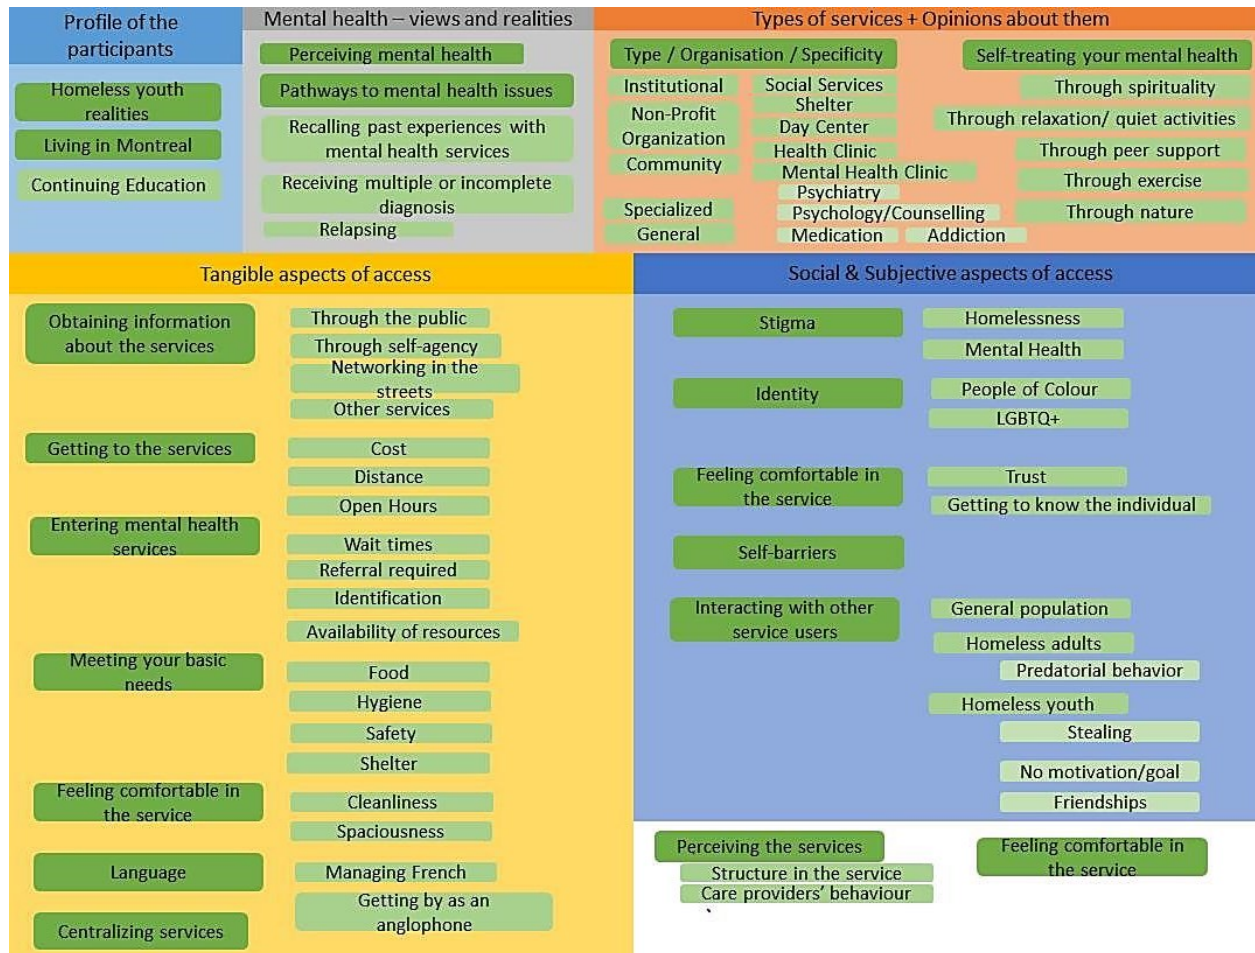 Profile of the
participants
Homeless youth
realities
Living in Montreal
Continuing Education
Mental health – views and realities
Perceiving mental health
Pathways to mental health issues
Recalling past experiences with
mental health services
Receiving multiple or incomplete
diagnosis
Relapsing
Types of services + Opinions about them
Type / Organisation / Specificity
Institutional
Non-Profit
Organization
Community
Specialized
General
Social Services
Shelter
Day Center
Health Clinic
Mental Health Clinic
Psychiatry
Psychology/Counselling
Medication
Addiction
Self-treating your mental health
Through spirituality
Through relaxation/ quiet activities
Through peer support
Through exercise
Through nature
Tangible aspects of access
Obtaining information
about the services
Through the public
Through self-agency
Networking in the
streets
Other services
Getting to the services
Cost
Distance
Open Hours
Entering mental health
services
Wait times
Referral required
Identification
Availability of resources
Meeting your basic
needs
Food
Hygiene
Safety
Shelter
Feeling comfortable in
the service
Cleanliness
Spaciousness
Language
Managing French
Getting by as an
anglophone
Centralizing services
Social & Subjective aspects of access
Stigma
Homelessness
Mental Health
Identity
People of Colour
LGBTQ+
Feeling comfortable in
the service
Trust
Getting to know the individual
Self-barriers
Interacting with other
service users
General population
Homeless adults
Predatorial behavior
Homeless youth
Stealing
No motivation/goal
Friendships
Perceiving the services
Structure in the service
Care providers' behaviour
Feeling comfortable in
the service